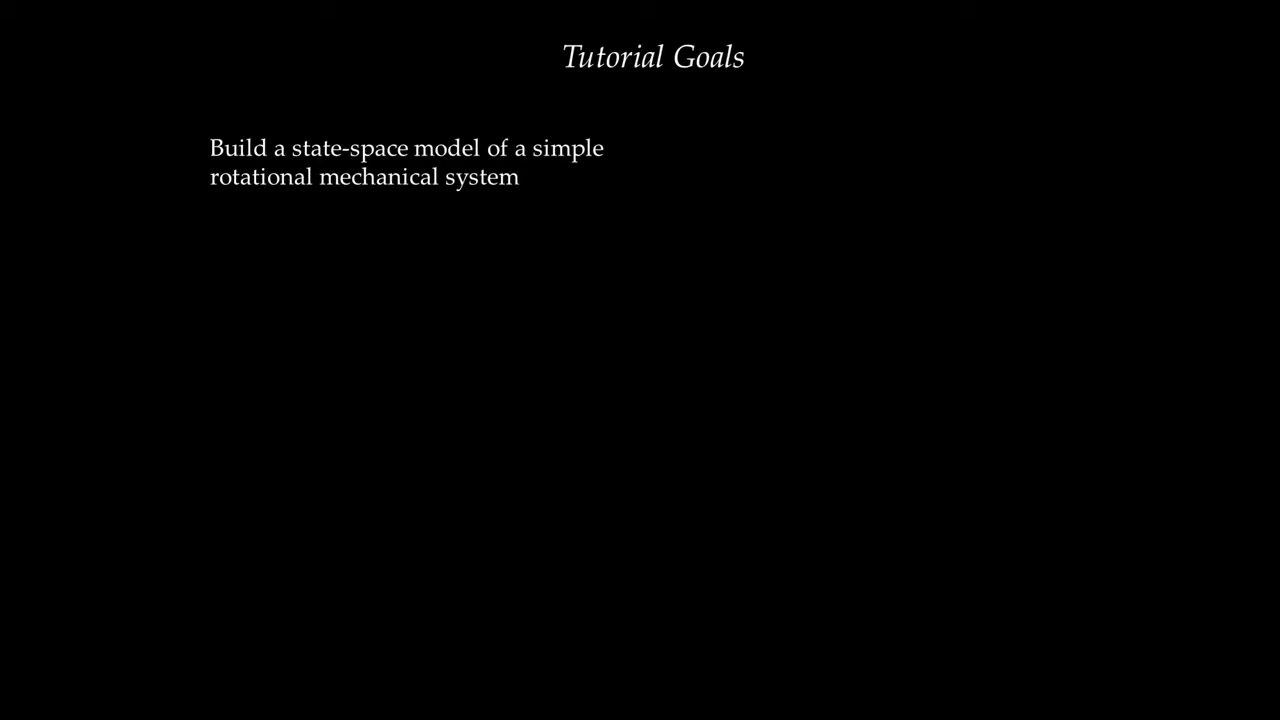 Tutorial Goals
Build a state-space model of a simple
rotational mechanical system